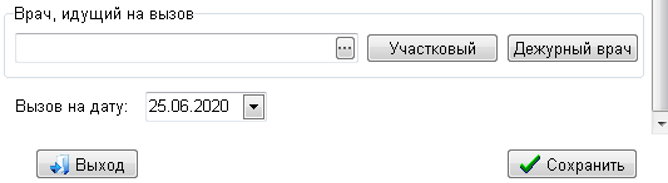 Врач, идущий на вызов
... Участковый Дежурный врач
Вызов на дату: 25.06.2020
Выход Сохранить